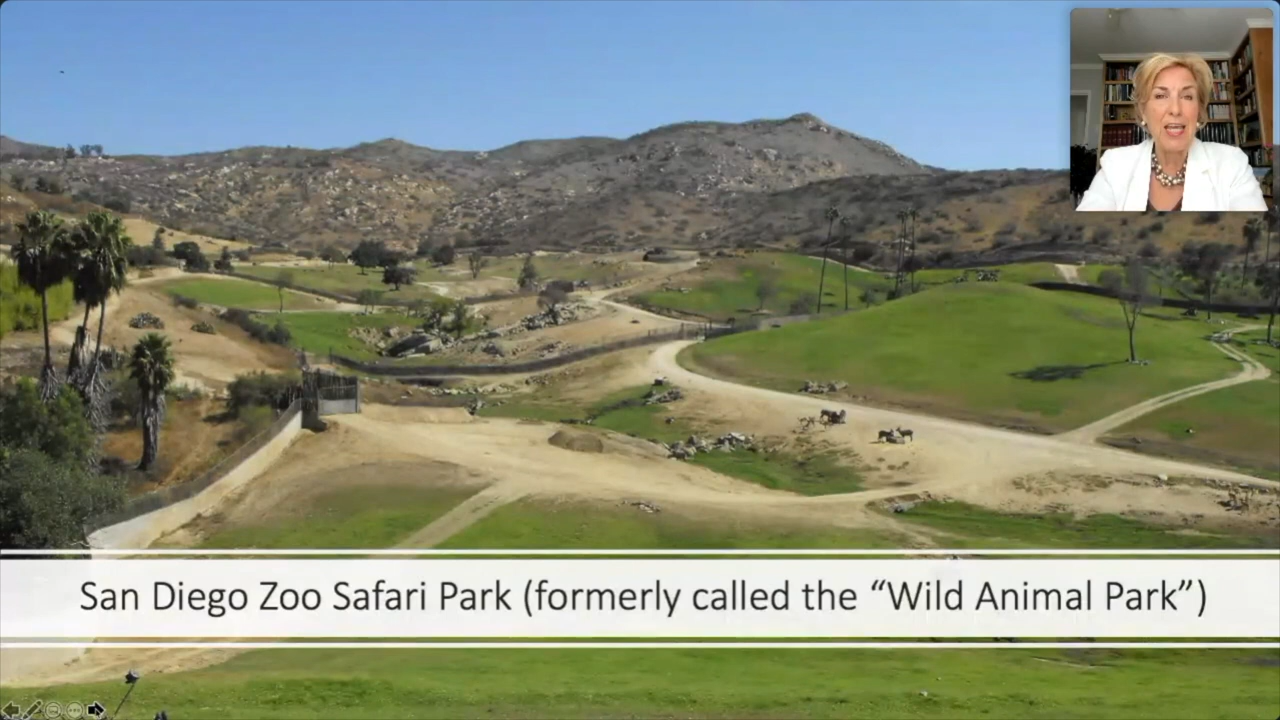 San Diego Zoo Safari Park (formerly called the “Wild Animal Park”)